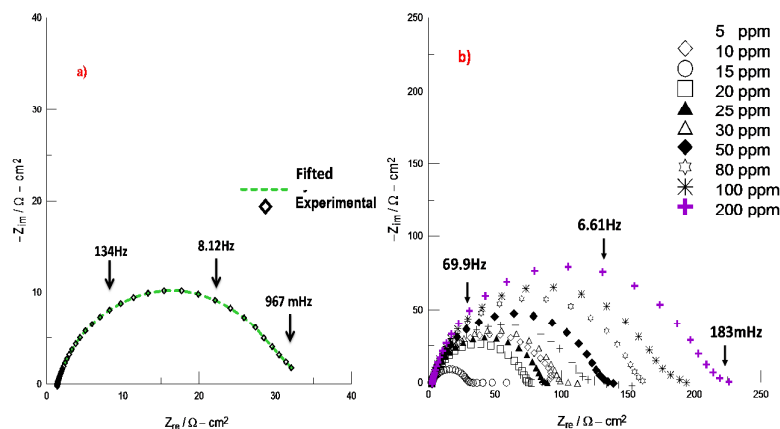 a)
40
30
20
10
0
-Zim / Ω - cm2
0
10
20
30
40
Zre / Ω - cm2
Fifted
Experimental
134Hz
8.12Hz
967 mHz
b)
250
200
150
100
50
0
-Zim / Ω - cm2
0
50
100
150
200
250
Zre / Ω - cm2
69.9Hz
6.61Hz
183mHz
5 ppm
10 ppm
15 ppm
20 ppm
25 ppm
30 ppm
50 ppm
80 ppm
100 ppm
200 ppm